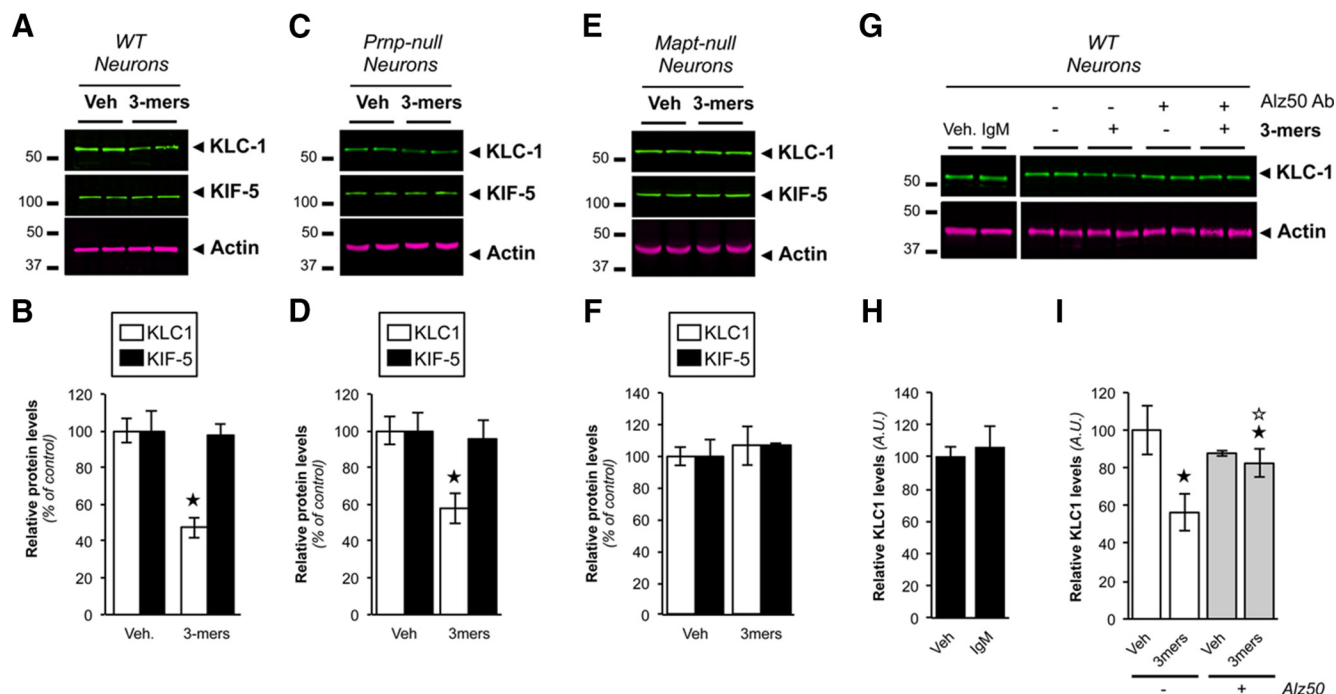 A
WT
Neurons
Veh 3-mers
50
KLC-1
100
KIF-5
50
37
Actin
C
Prnp-null
Neurons
Veh 3-mers
50
KLC-1
100
KIF-5
50
37
Actin
E
Mapt-null
Neurons
Veh 3-mers
50
KLC-1
100
KIF-5
50
37
Actin
G
WT
Neurons
- - + + Alz50 Ab
Veh. IgM - + - + 3-mers
50
KLC-1
50
37
Actin
B
KLC1
KIF-5
Relative protein levels
(% of control)
120
100
80
60
40
20
0
★
Veh. 3-mers
D
KLC1
KIF-5
Relative protein levels
(% of control)
120
100
80
60
40
20
0
★
Veh 3mers
F
KLC1
KIF-5
Relative protein levels
(% of control)
140
120
100
80
60
40
20
0
Veh 3mers
H
Relative KLC1 levels (A.U.)
140
120
100
80
60
40
20
0
Veh IgM
I
Relative KLC1 levels (A.U.)
120
100
80
60
40
20
0
★
☆
★
Veh 3mers Veh 3mers
- + Alz50